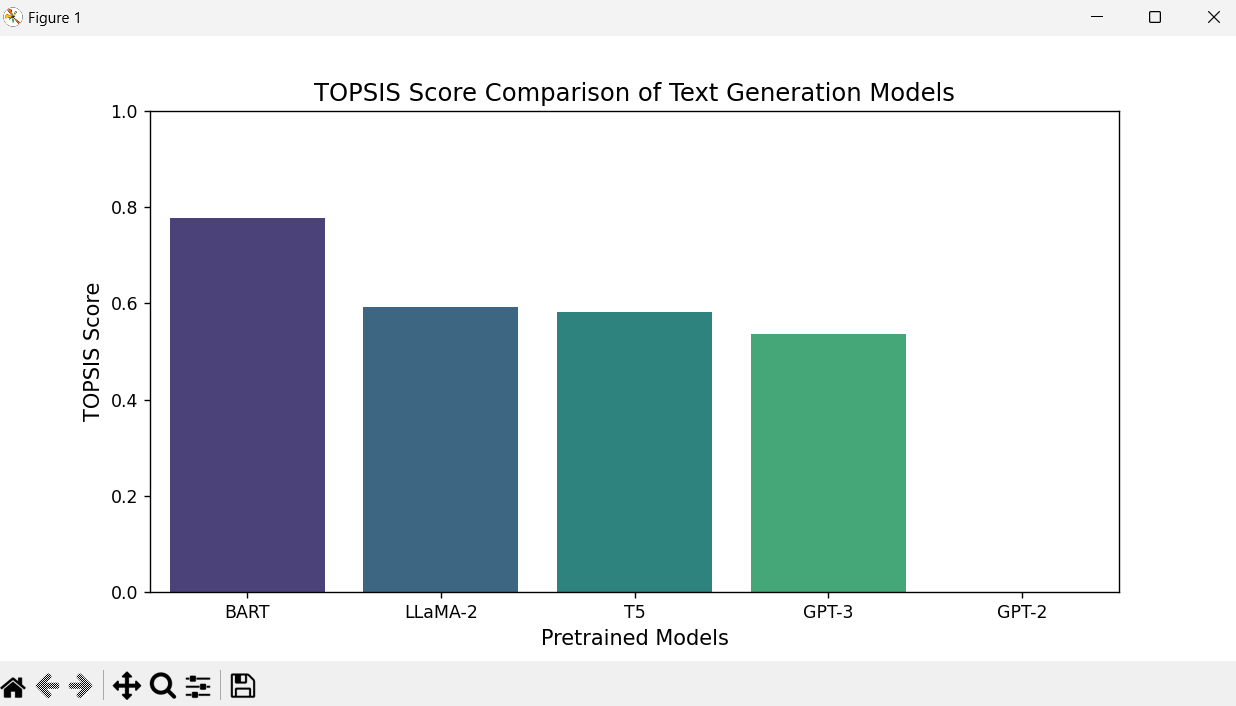 Figure 1
TOPSIS Score Comparison of Text Generation Models
1.0
0.8
0.6
0.4
0.2
0.0
TOPSIS Score
BART LLaMA-2 T5 GPT-3 GPT-2
Pretrained Models